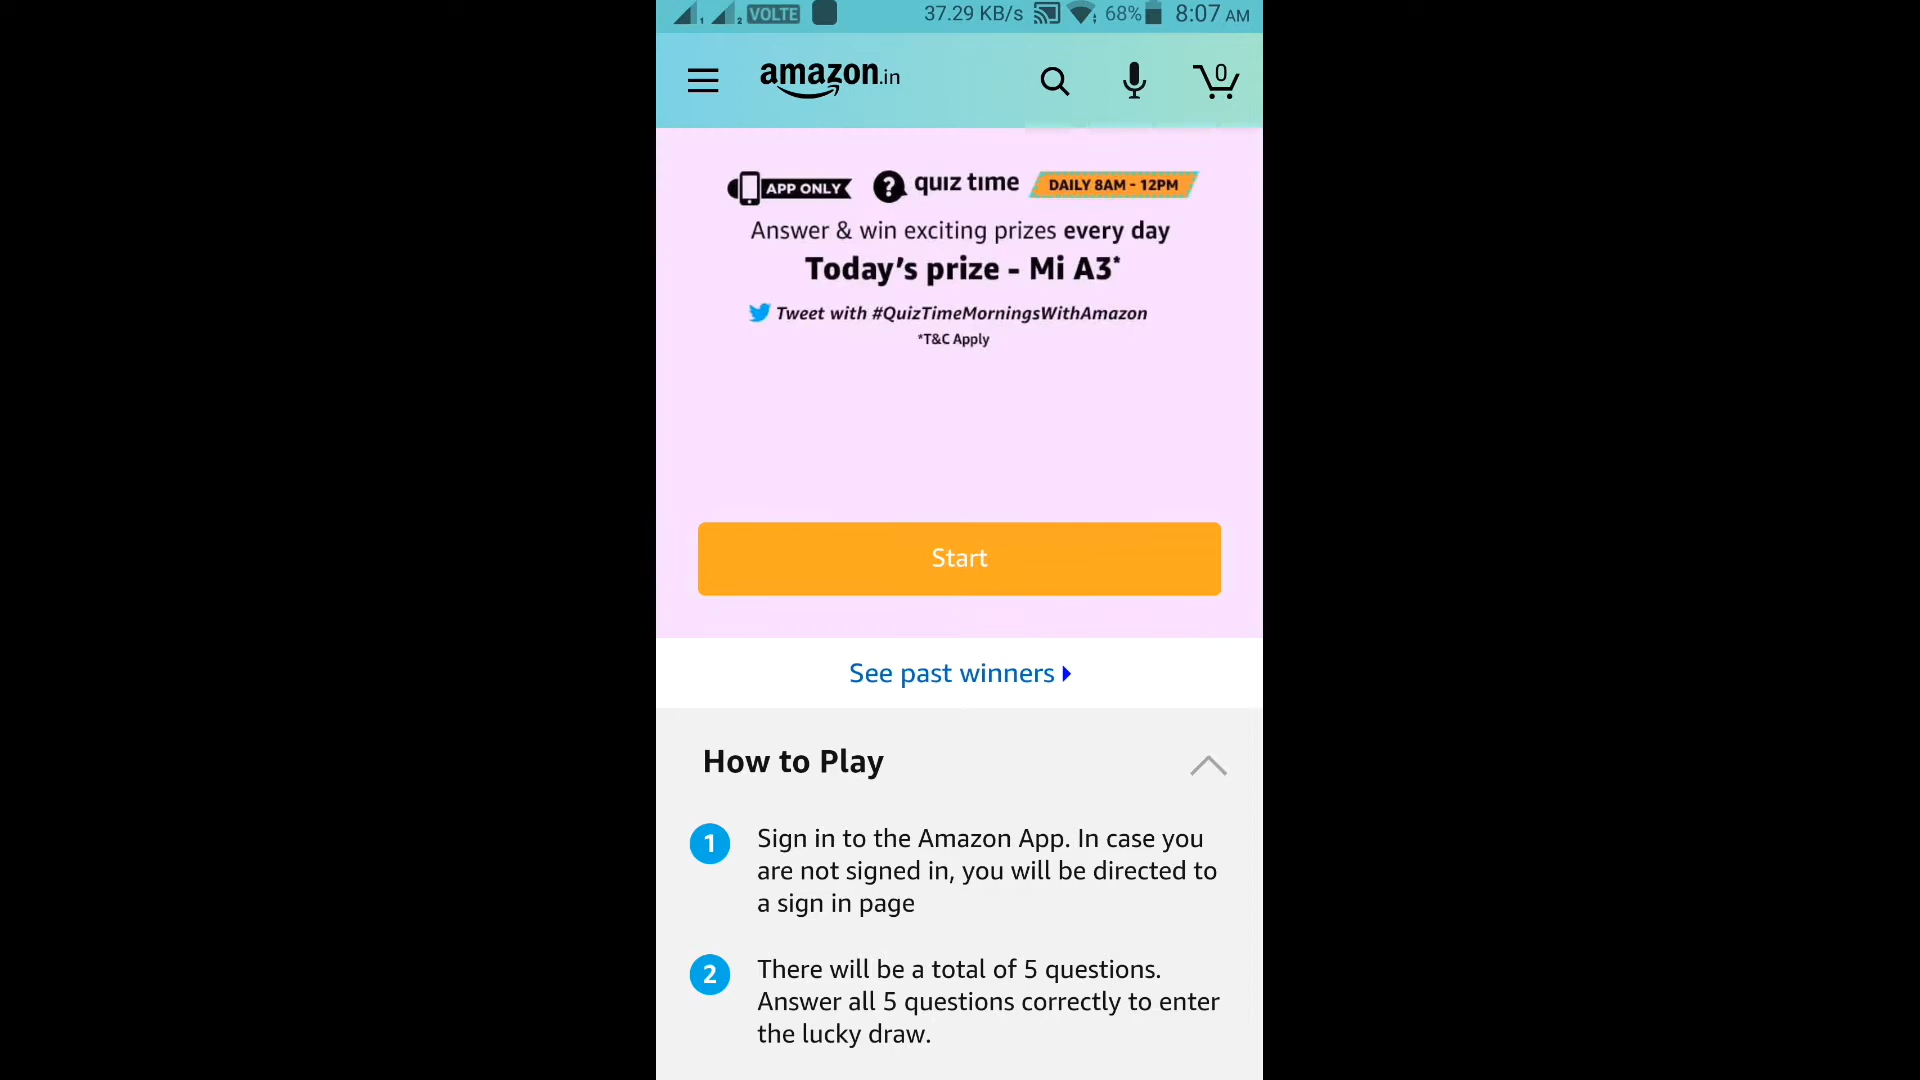 1 2 VOLTE 37.29 KB/s 68% 8:07 AM
amazon.in 0
APP ONLY ? quiz time DAILY 8AM - 12PM
Answer & win exciting prizes every day
Today's prize - Mi A3*
Tweet with #QuizTimeMorningsWithAmazon
*T&C Apply
Start
See past winners
How to Play
1 Sign in to the Amazon App. In case you
are not signed in, you will be directed to
a sign in page
2 There will be a total of 5 questions.
Answer all 5 questions correctly to enter
the lucky draw.